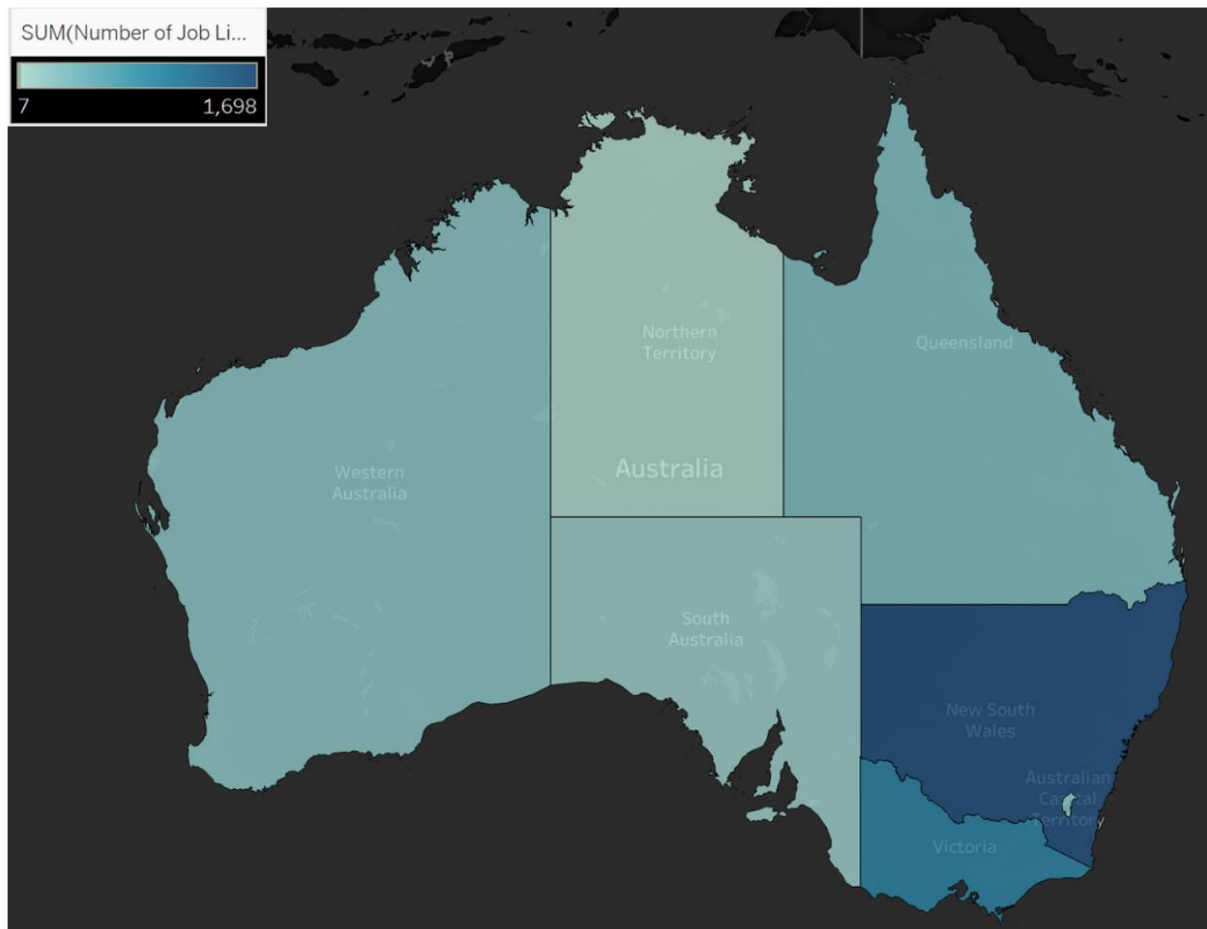 SUM(Number of Job Li...
7 1,698
Northern
Territory
Queensland
Australia
Western
Australia
South
Australia
New South
Wales
Australian
Capital
Territory
Victoria